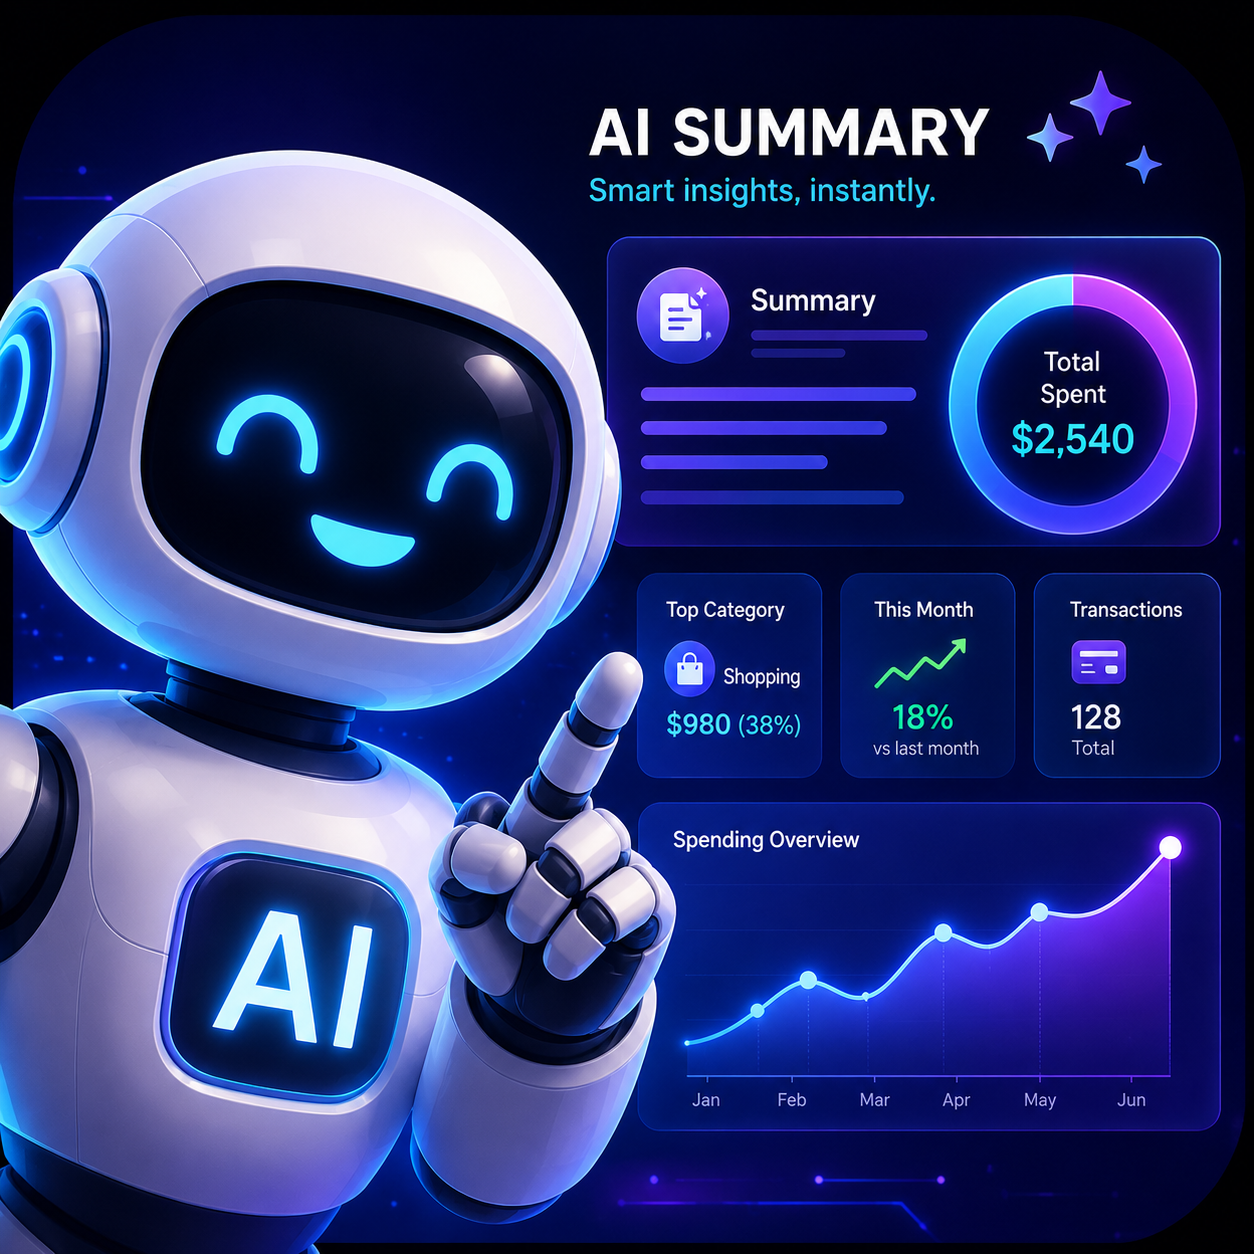 AI SUMMARY
Smart insights, instantly.
Summary
Total
Spent
$2,540
Top Category
Shopping
$980 (38%)
This Month
18%
vs last month
Transactions
128
Total
Spending Overview
Jan Feb Mar Apr May Jun
AI